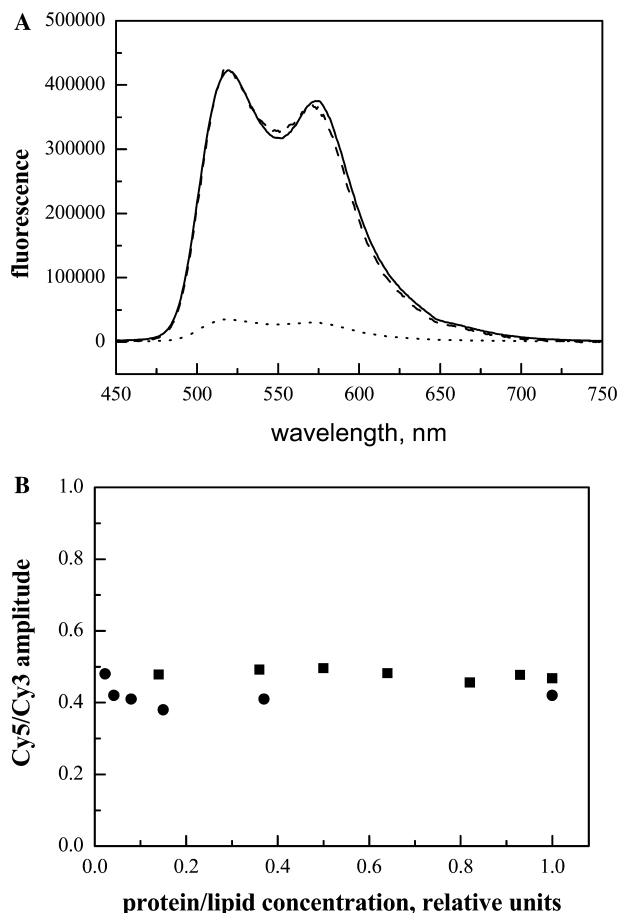 A
500000
400000
300000
200000
100000
0
fluorescence
450 500 550 600 650 700 750
wavelength, nm
B
1.0
0.8
0.6
0.4
0.2
0.0
Cy5/Cy3 amplitude
0.0 0.2 0.4 0.6 0.8 1.0
protein/lipid concentration, relative units